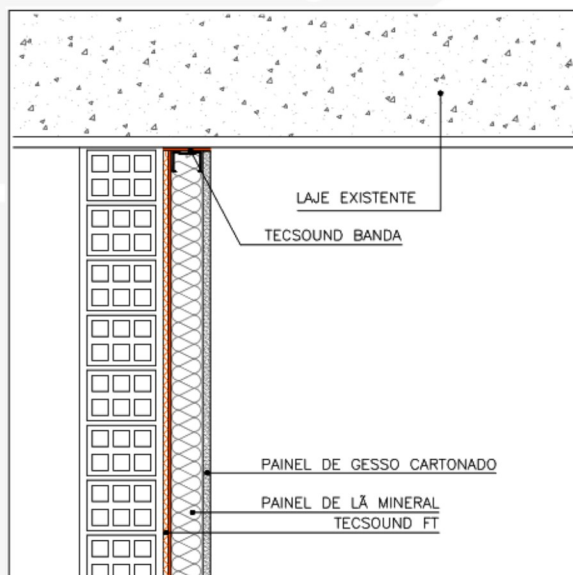 LAJE EXISTENTE
TECSOUND BANDA
PAINEL DE GESSO CARTONADO
PAINEL DE LÃ MINERAL
TECSOUND FT